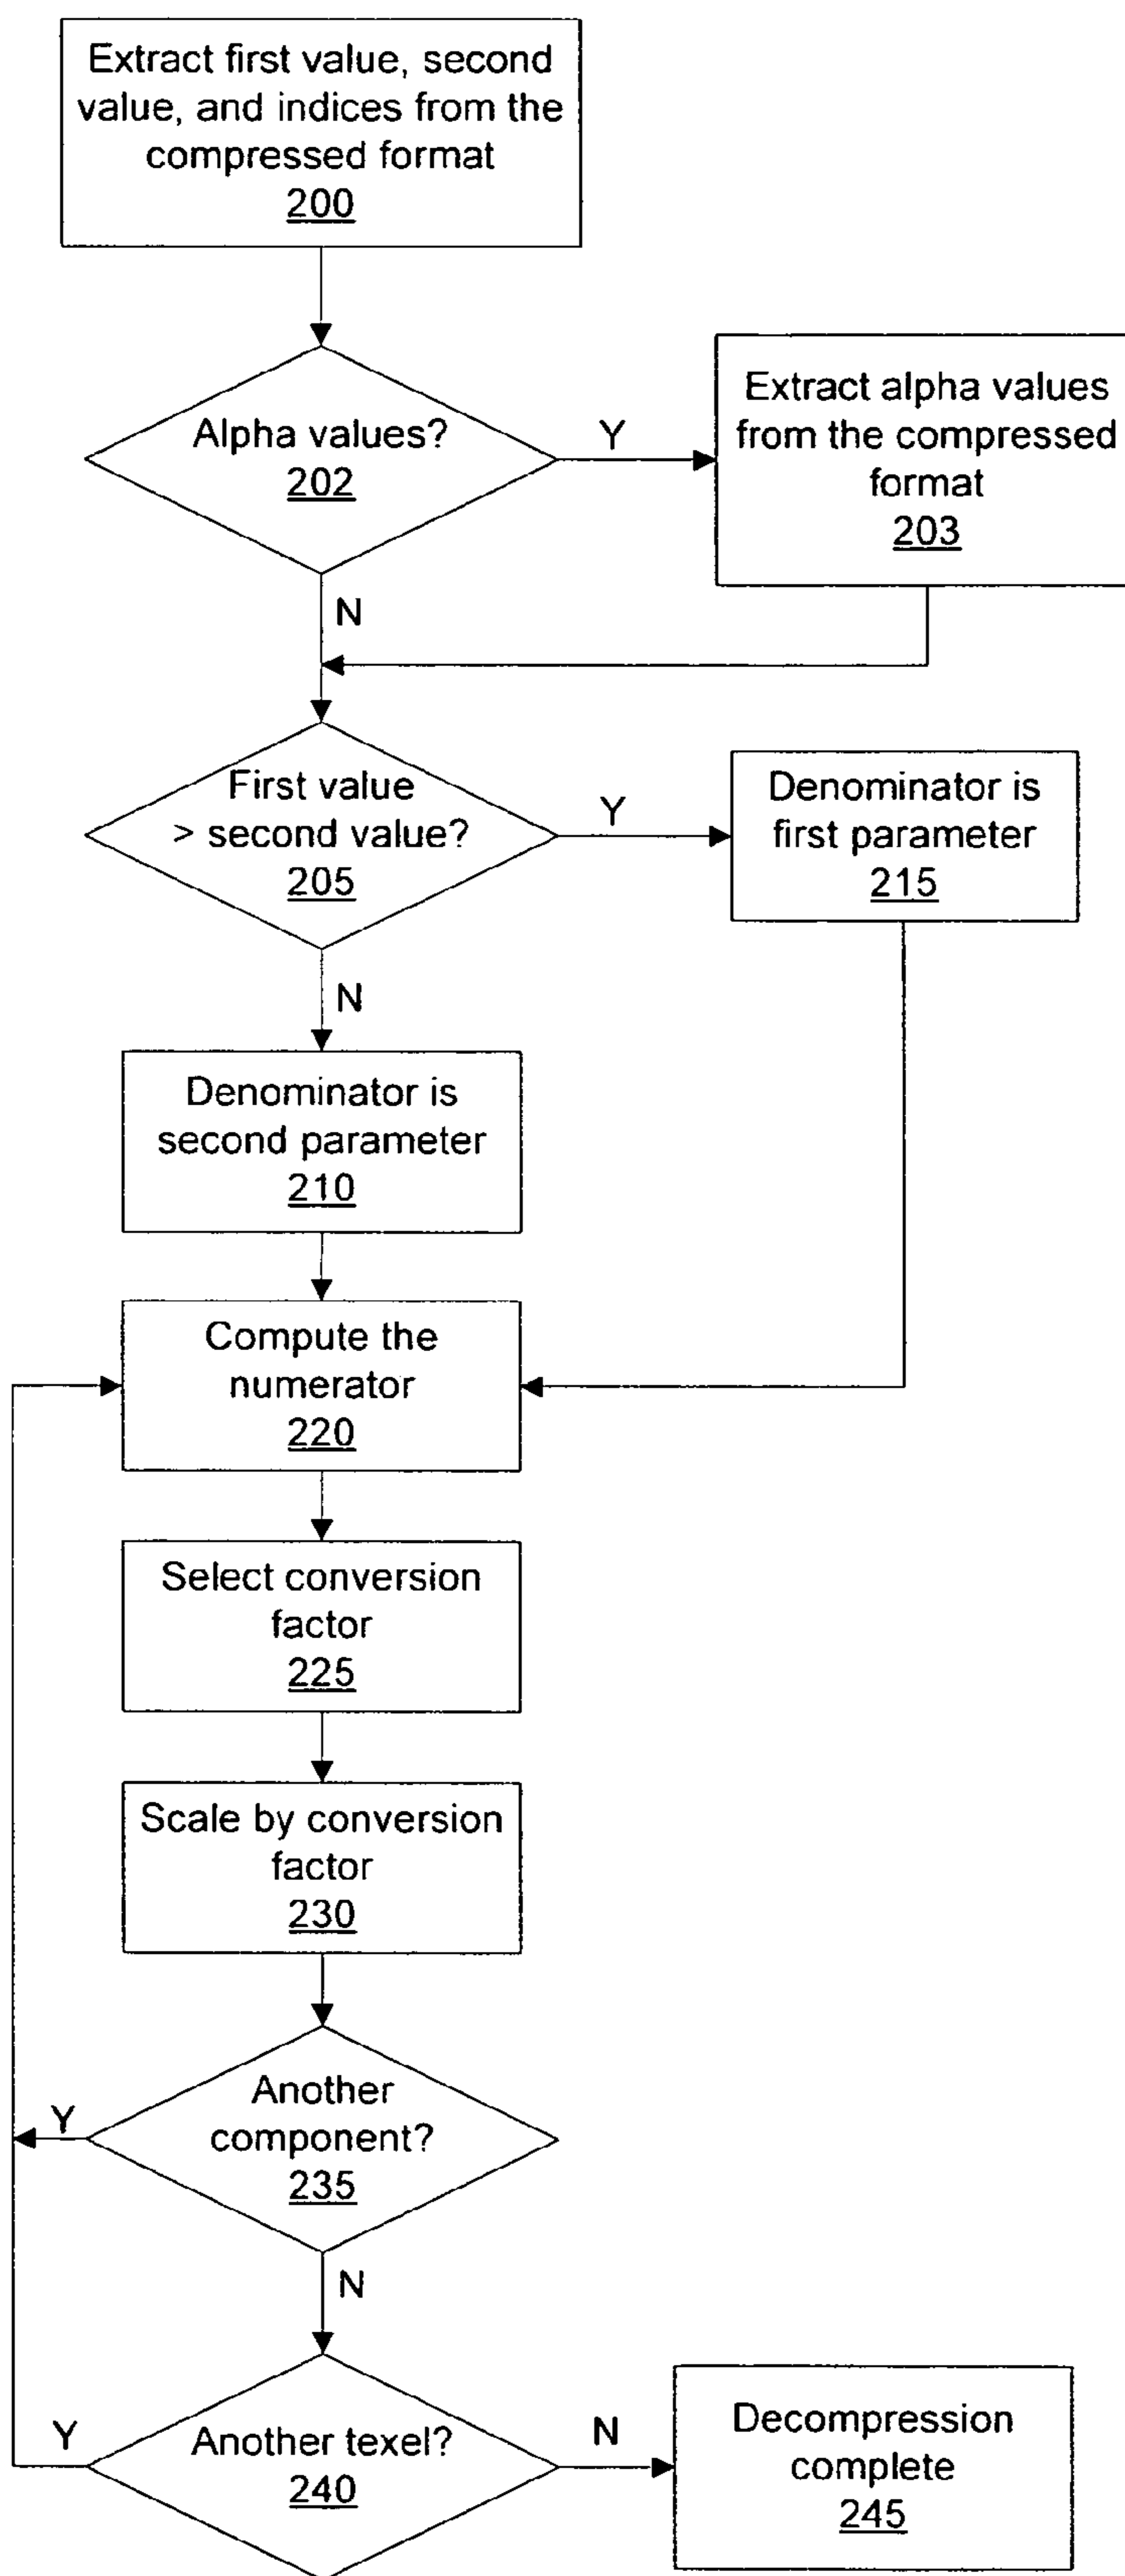 Extract first value, second
value, and indices from the
compressed format
200
Alpha values?
202
Y
N
Extract alpha values
from the compressed
format
203
First value
> second value?
205
Y
N
Denominator is
first parameter
215
Denominator is
second parameter
210
Compute the
numerator
220
Select conversion
factor
225
Scale by conversion
factor
230
Another
component?
235
Y
N
Another texel?
240
Y
N
Decompression
complete
245